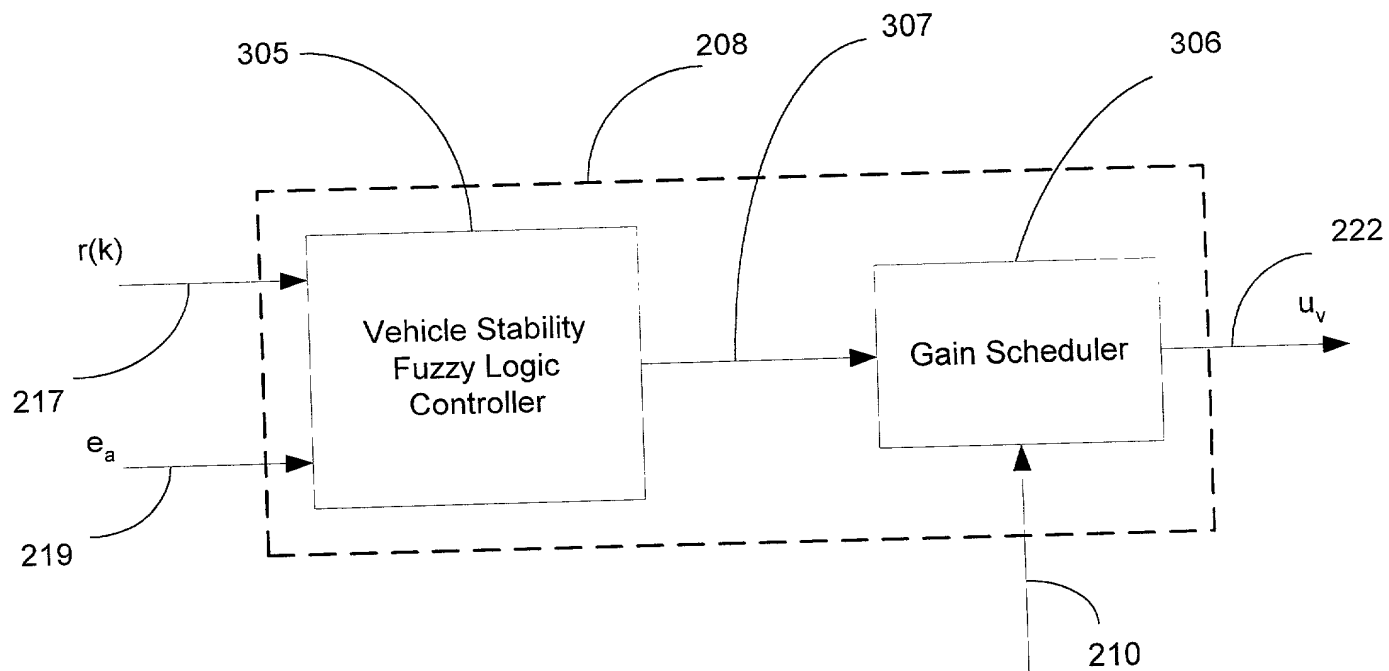 208
307
306
305
222
r(k)
u_v
Vehicle Stability
Fuzzy Logic
Controller
Gain Scheduler
217
e_a
219
210